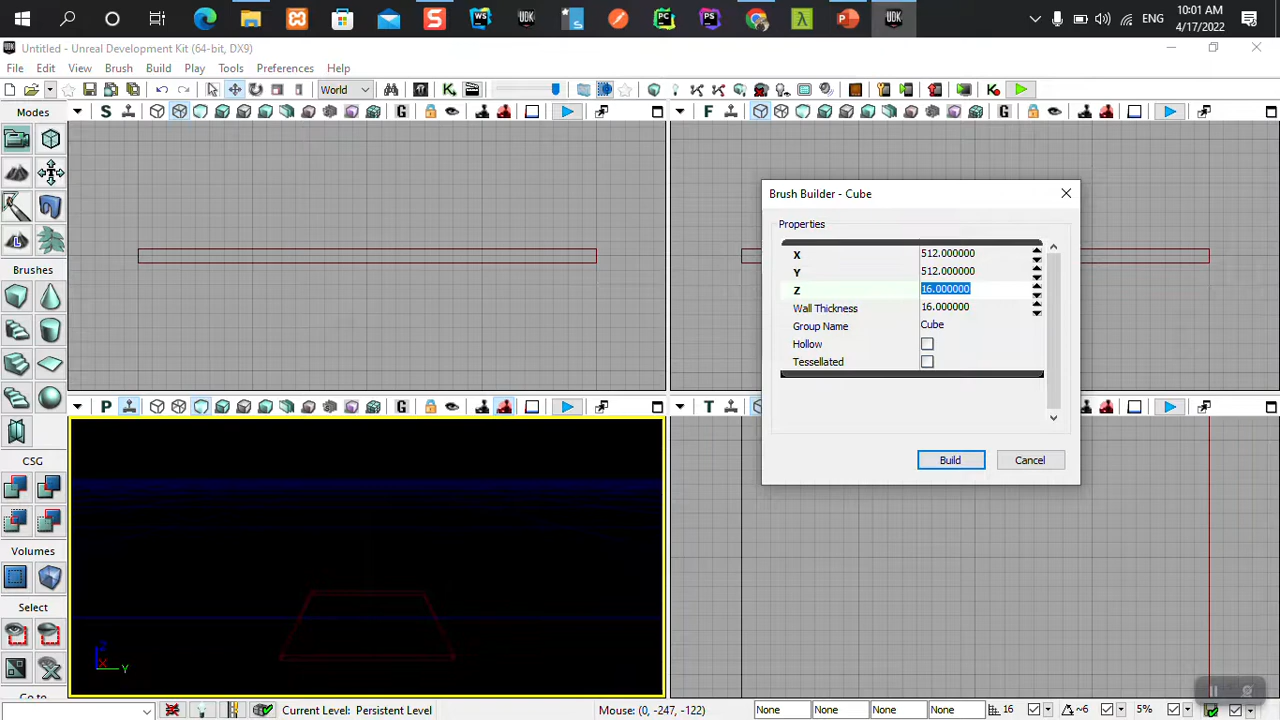 10:01 AM
ENG
4/17/2022
Untitled - Unreal Development Kit (64-bit, DX9)
File Edit View Brush Build Play Tools Preferences Help
World
Modes
S
G
F
G
Brush Builder - Cube
Properties
X 512.000000
Y 512.000000
Z 16.000000
Wall Thickness 16.000000
Group Name Cube
Hollow
Tessellated
Build Cancel
Brushes
P
G
T
CSG
Volumes
Select
Z
X
Y
Go to
Current Level: Persistent Level
Mouse: (0, -247, -122)
None None None None
16
~6
5%